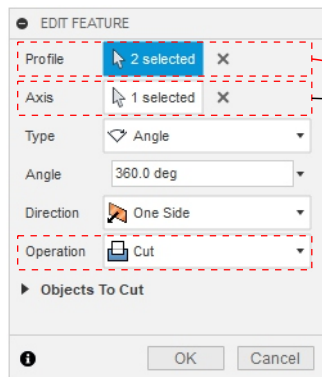 EDIT FEATURE
Profile 2 selected
Axis 1 selected
Type Angle
Angle 360.0 deg
Direction One Side
Operation Cut
Objects To Cut
OK Cancel